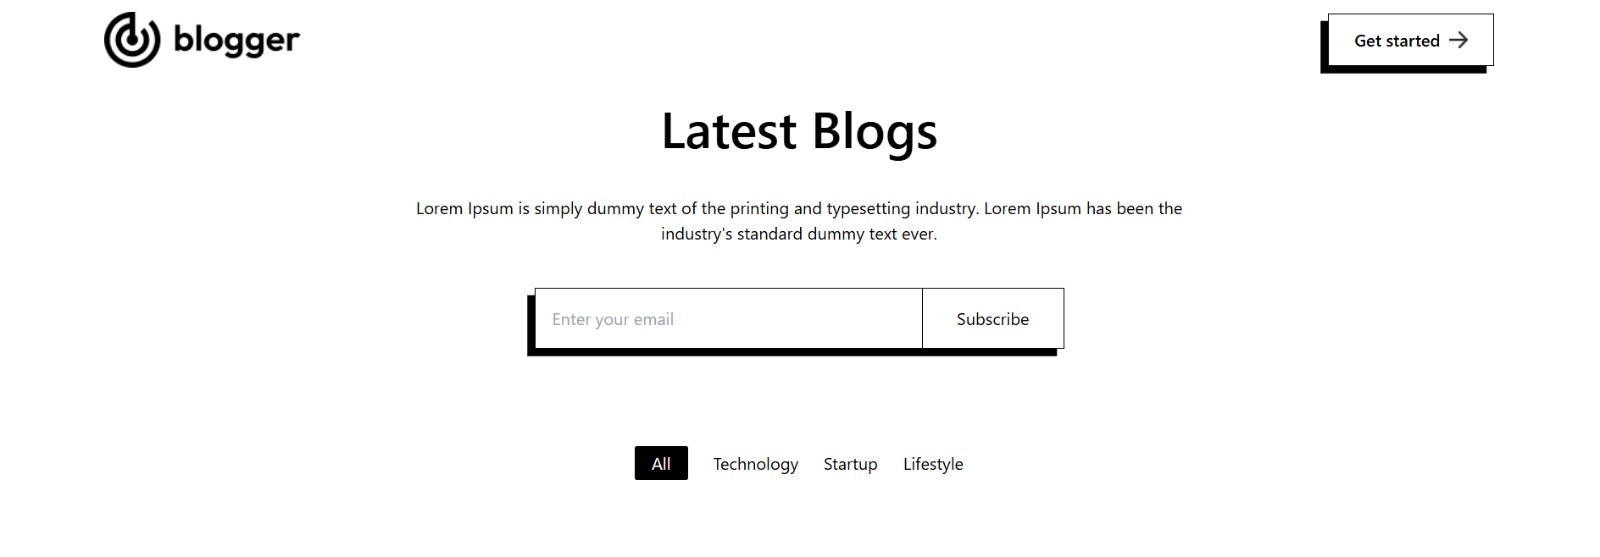 blogger
Get started
Latest Blogs
Lorem Ipsum is simply dummy text of the printing and typesetting industry. Lorem Ipsum has been the
industry's standard dummy text ever.
Enter your email
Subscribe
All
Technology
Startup
Lifestyle